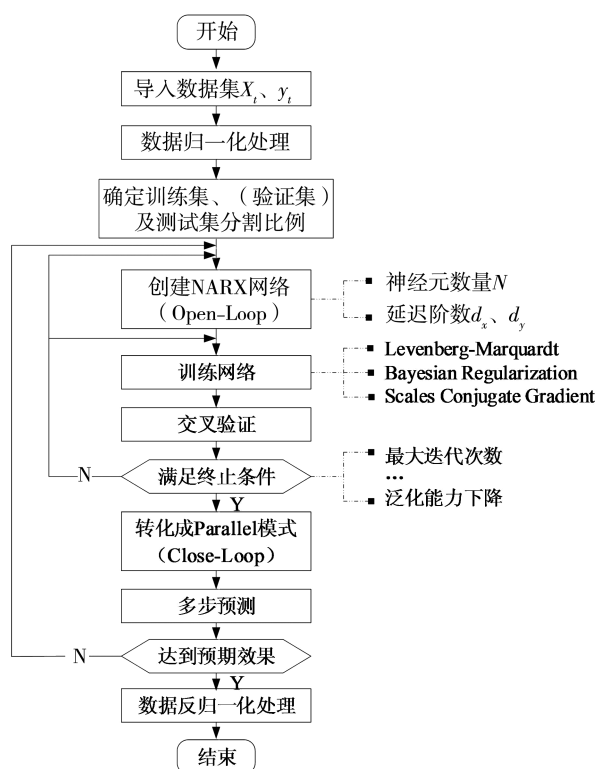 开始
导入数据集Xt、yt
数据归一化处理
确定训练集、（验证集）
及测试集分割比例
创建NARX网络
（Open-Loop）
神经元数量N
延迟阶数dx、dy
训练网络
Levenberg-Marquardt
Bayesian Regularization
Scales Conjugate Gradient
交叉验证
满足终止条件
N
最大迭代次数
...
泛化能力下降
Y
转化成Parallel模式
（Close-Loop）
多步预测
达到预期效果
N
Y
数据反归一化处理
结束